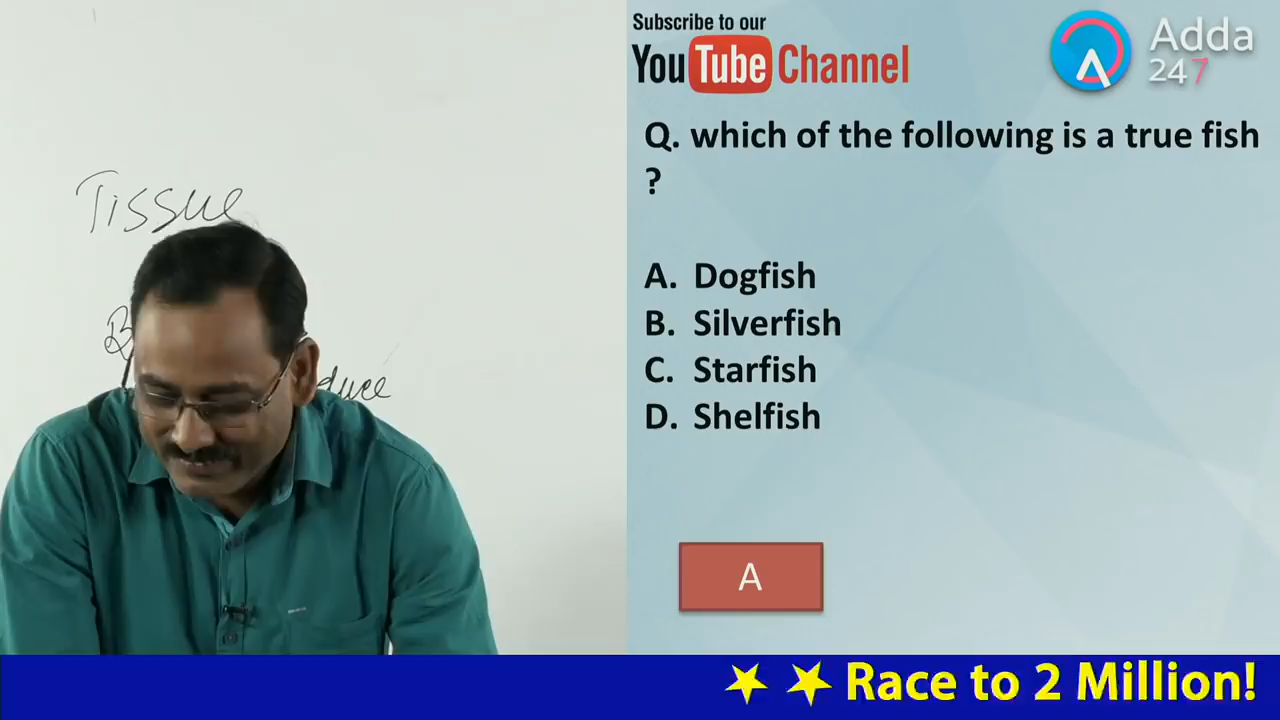 Tissue
Subscribe to our
YouTube Channel
Adda
247
Q. which of the following is a true fish
?
A. Dogfish
B. Silverfish
C. Starfish
D. Shelfish
A
Race to 2 Million!